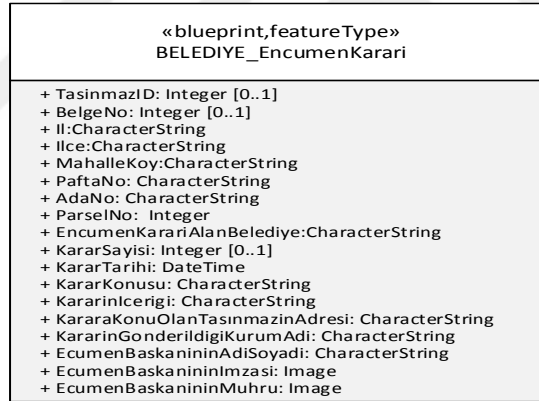 «blueprint,featureType»
BELEDIYE_EncumenKarari
+ TasinmazID: Integer [0..1]
+ BelgeNo: Integer [0..1]
+ Il:CharacterString
+ Ilce:CharacterString
+ MahalleKoy:CharacterString
+ PaftaNo: CharacterString
+ AdaNo: CharacterString
+ ParselNo:  Integer
+ EncumenKarariAlanBelediye:CharacterString
+ KararSayisi: Integer [0..1]
+ KararTarihi: DateTime
+ KararKonusu: CharacterString
+ KararinIcerigi: CharacterString
+ KararaKonuOlanTasınmazinAdresi: CharacterString
+ KararinGonderildigiKurumAdi: CharacterString
+ EcumenBaskanininAdiSoyadi: CharacterString
+ EcumenBaskanininImzasi: Image
+ EcumenBaskanininMuhru: Image